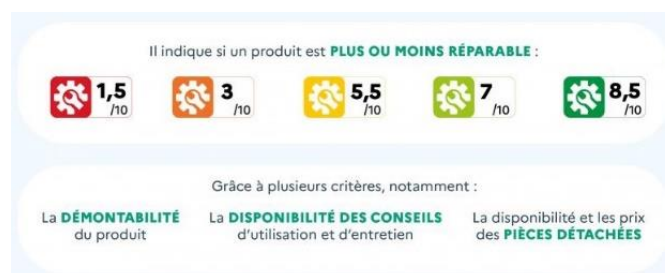 Il indique si un produit est PLUS OU MOINS RÉPARABLE :
1,5 /10
3 /10
5,5 /10
7 /10
8,5 /10
Grâce à plusieurs critères, notamment :
La DÉMONTABILITÉ
du produit
La DISPONIBILITÉ DES CONSEILS
d'utilisation et d'entretien
La disponibilité et les prix
des PIÈCES DÉTACHÉES